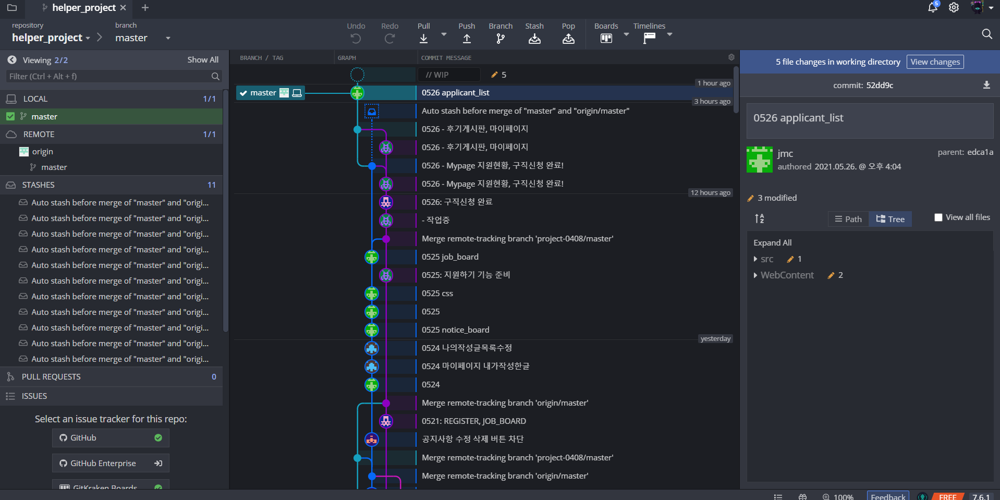 helper_project
5
repository
helper_project
branch
master
Undo
Redo
Pull
Push
Branch
Stash
Pop
Boards
Timelines
Viewing 2/2
Show All
Filter (Ctrl + Alt + f)
LOCAL 1/1
master
REMOTE 1/1
origin
master
STASHES 11
Auto stash before merge of "master" and "origi...
Auto stash before merge of "master" and "origi...
Auto stash before merge of "master" and "origi...
Auto stash before merge of "master" and "origi...
Auto stash before merge of "master" and "origi...
Auto stash before merge of "master" and "origi...
Auto stash before merge of "master" and "origi...
Auto stash before merge of "master" and "origi...
Auto stash before merge of "master" and "origi...
Auto stash before merge of "master" and "origi...
Auto stash before merge of "master" and "origi...
PULL REQUESTS 0
ISSUES
Select an issue tracker for this repo:
GitHub
GitHub Enterprise
GitKraken Boards
BRANCH / TAG
GRAPH
COMMIT MESSAGE
// WIP 5
1 hour ago
master
0526 applicant_list
3 hours ago
Auto stash before merge of "master" and "origin/master"
0526 - 후기게시판, 마이페이지
0526 - 후기게시판, 마이페이지
0526 - Mypage 지원현황, 구직신청 완료!
0526 - Mypage 지원현황, 구직신청 완료!
12 hours ago
0526: 구직신청 완료
- 작업중
Merge remote-tracking branch 'project-0408/master'
0525 job_board
0525: 지원하기 기능 준비
0525 css
0525
0525 notice_board
yesterday
0524 나의작성글목록수정
0524 마이페이지 내가작성한글
0524
Merge remote-tracking branch 'origin/master'
0521: REGISTER, JOB_BOARD
공지사항 수정 삭제 버튼 차단
Merge remote-tracking branch 'project-0408/master'
Merge remote-tracking branch 'origin/master'
5 file changes in working directory
View changes
commit: 52dd9c
0526 applicant_list
jmc
parent: edca1a
authored 2021.05.26. @ 오후 4:04
3 modified
A
Z
Path
Tree
View all files
Expand All
src 1
WebContent 2
100%
Feedback
FREE
7.6.1